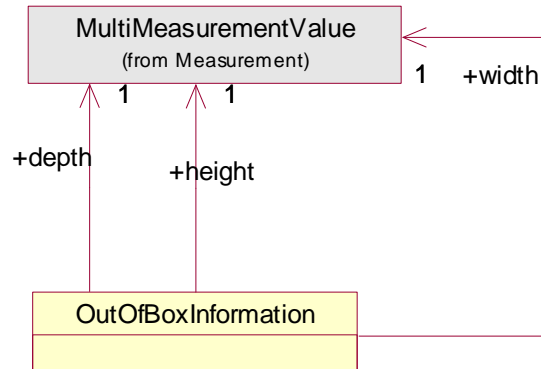 MultiMeasurementValue
(from Measurement)
1
1
1
+width
+depth
+height
OutOfBoxInformation